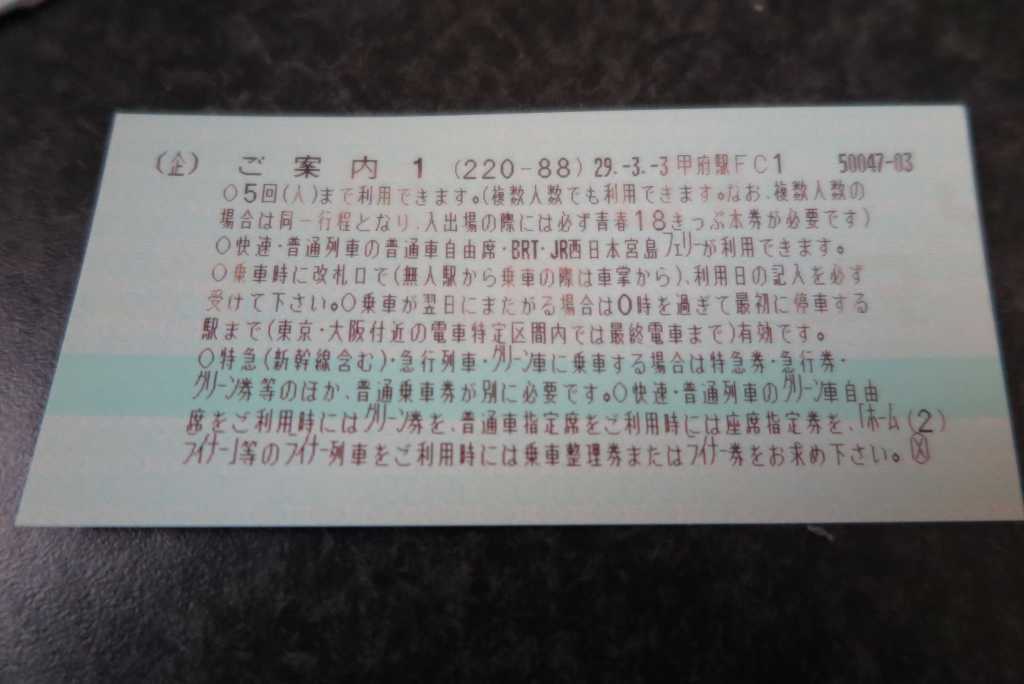 (企) ご案内1 (220-88) 29.-3.-3 甲府駅FC1 50047-03
○5回(人)まで利用できます。(複数人数でも利用できます。なお、複数人数の
場合は同一行程となり、入出場の際には必ず青春18きっぷ本券が必要です)
○快速・普通列車の普通車自由席・BRT・JR西日本宮島フェリーが利用できます。
○乗車時に改札口で(無人駅から乗車の際は車掌から)、利用日の記入を必ず
受けて下さい。○乗車が翌日にまたがる場合は0時を過ぎて最初に停車する
駅まで(東京・大阪付近の電車特定区間内では最終電車まで)有効です。
○特急(新幹線含む)・急行列車・グリーン車に乗車する場合は特急券・急行券・
グリーン券等のほか、普通乗車券が別に必要です。○快速・普通列車のグリーン車自由
席をご利用時にはグリーン券を、普通車指定席をご利用時には座席指定券を、「ホーム (2)
ライナー」等のライナー列車をご利用時には乗車整理券またはライナー券をお求め下さい。Ⓧ